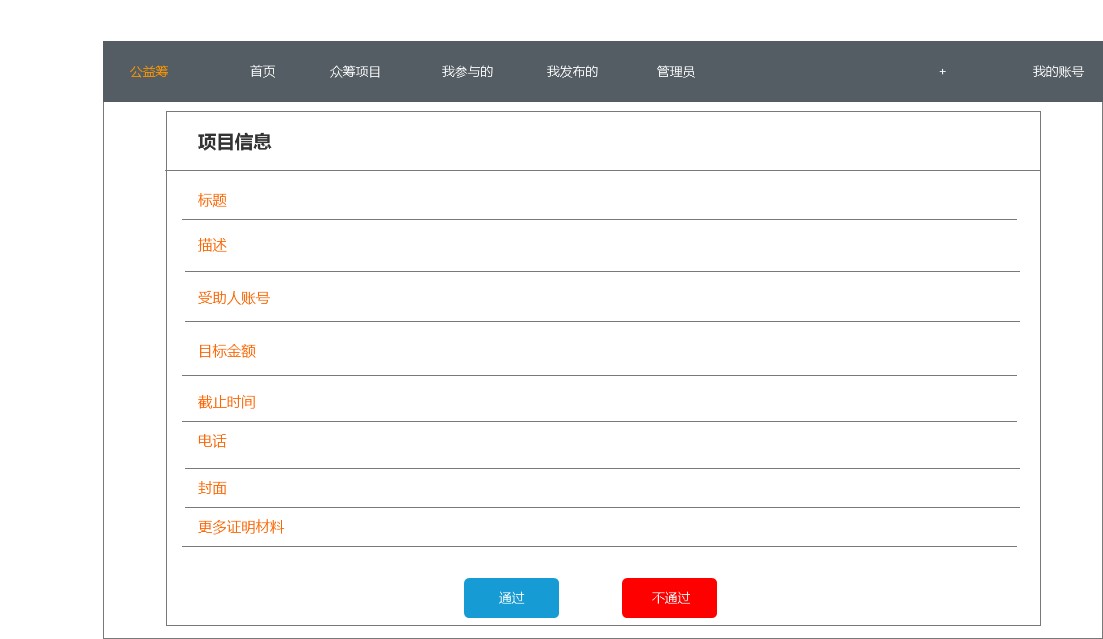 公益筹 首页 众筹项目 我参与的 我发布的 管理员 + 我的账号
项目信息
标题
描述
受助人账号
目标金额
截止时间
电话
封面
更多证明材料
通过 不通过